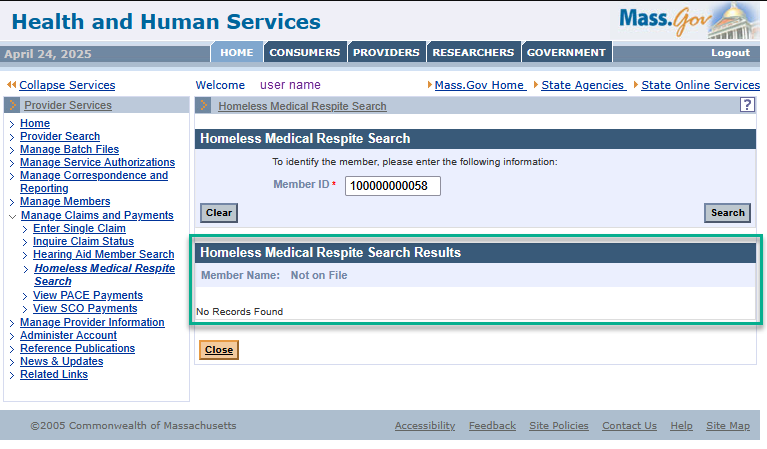 Health and Human Services
Mass.Gov
April 24, 2025
HOME CONSUMERS PROVIDERS RESEARCHERS GOVERNMENT Logout
Collapse Services
Welcome user name
Mass.Gov Home State Agencies State Online Services
Provider Services
Home
Provider Search
Manage Batch Files
Manage Service Authorizations
Manage Correspondence and
Reporting
Manage Members
Manage Claims and Payments
Enter Single Claim
Inquire Claim Status
Hearing Aid Member Search
Homeless Medical Respite
Search
View PACE Payments
View SCO Payments
Manage Provider Information
Administer Account
Reference Publications
News & Updates
Related Links
Homeless Medical Respite Search ?
Homeless Medical Respite Search
To identify the member, please enter the following information:
Member ID * 100000000058
Clear Search
Homeless Medical Respite Search Results
Member Name: Not on File
No Records Found
Close
©2005 Commonwealth of Massachusetts
Accessibility Feedback Site Policies Contact Us Help Site Map